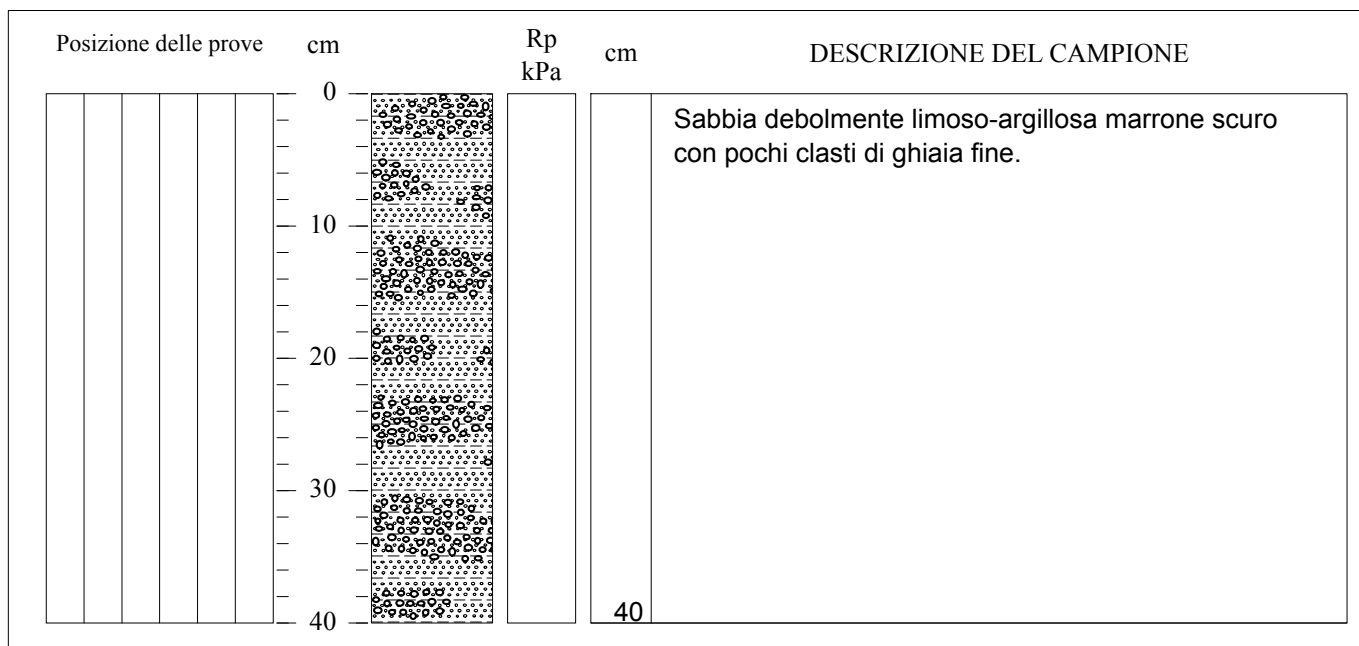 Posizione delle prove
cm
Rp
kPa
cm
DESCRIZIONE DEL CAMPIONE
0
10
20
30
40
40
Sabbia debolmente limoso-argillosa marrone scuro
con pochi clasti di ghiaia fine.